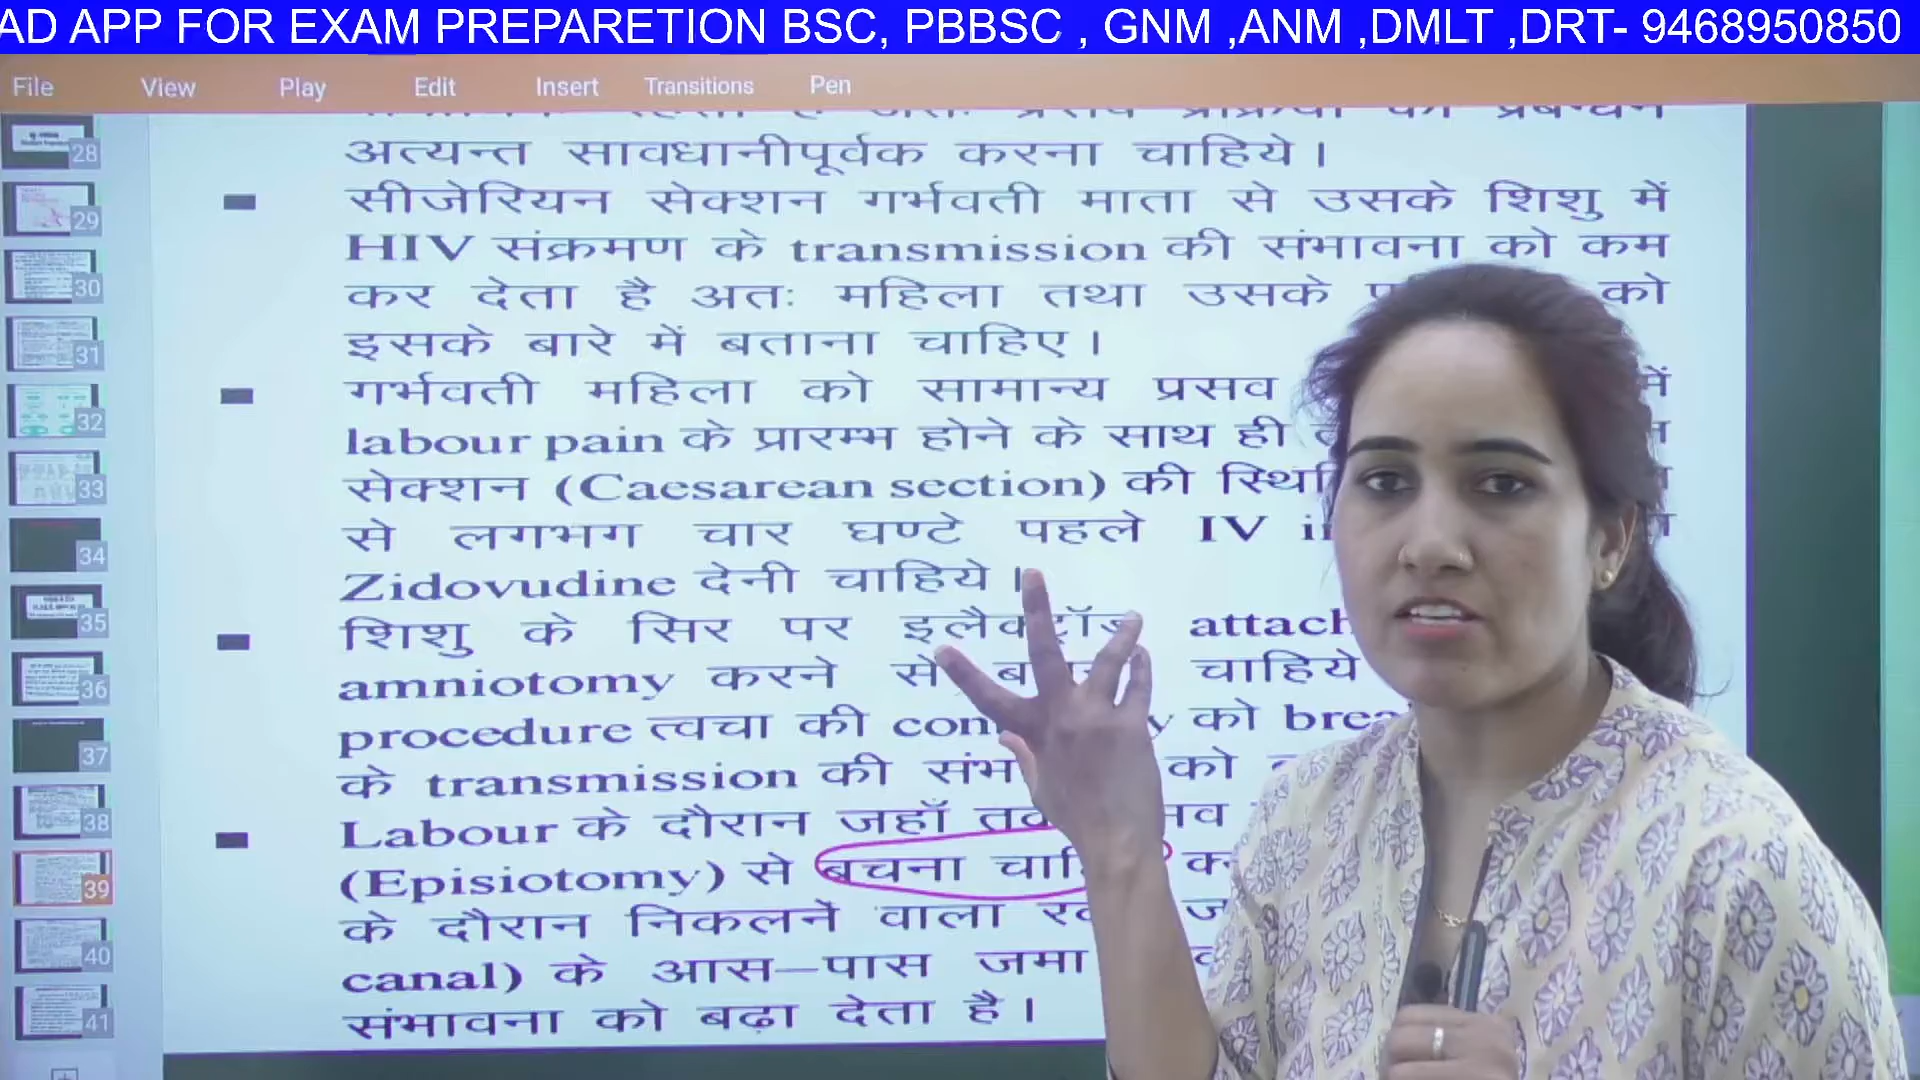 AD APP FOR EXAM PREPARETION BSC, PBBSC , GNM ,ANM ,DMLT ,DRT- 9468950850
File View Play Edit Insert Transitions Pen
अत्यन्त सावधानीपूर्वक करना चाहिये।
सीजेरियन सेक्शन गर्भवती माता से उसके शिशु में
HIV संक्रमण के transmission की संभावना को कम
कर देता है अतः महिला तथा उसके को
इसके बारे में बताना चाहिए।
गर्भवती महिला को सामान्य प्रसव में
labour pain के प्रारम्भ होने के साथ ही
सेक्शन (Caesarean section) की
से लगभग चार घण्टे पहले IV
Zidovudine देनी चाहिये।
शिशु के सिर पर
amniotomy करने से चाहिये
procedure त्वचा की को
के transmission की को
Labour के दौरान जहाँ
(Episiotomy) से बचना
के दौरान निकलने वाला
canal) के आस–पास जमा
संभावना को बढ़ा देता है।
28
29
30
31
32
33
34
35
36
37
38
39
40
41